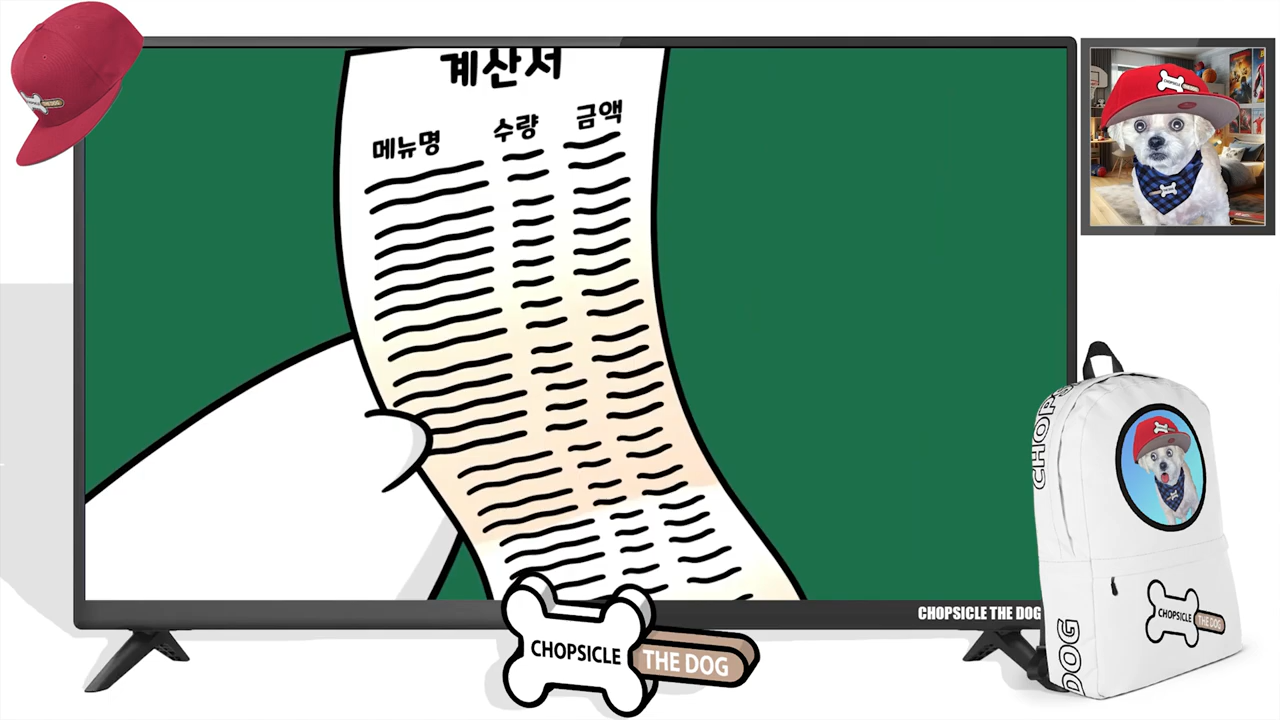 계산서
메뉴명 수량 금액
CHOPSICLE THE DOG
CHOPSICLE THE DOG
CHOPSICLE THE DOG
DOG